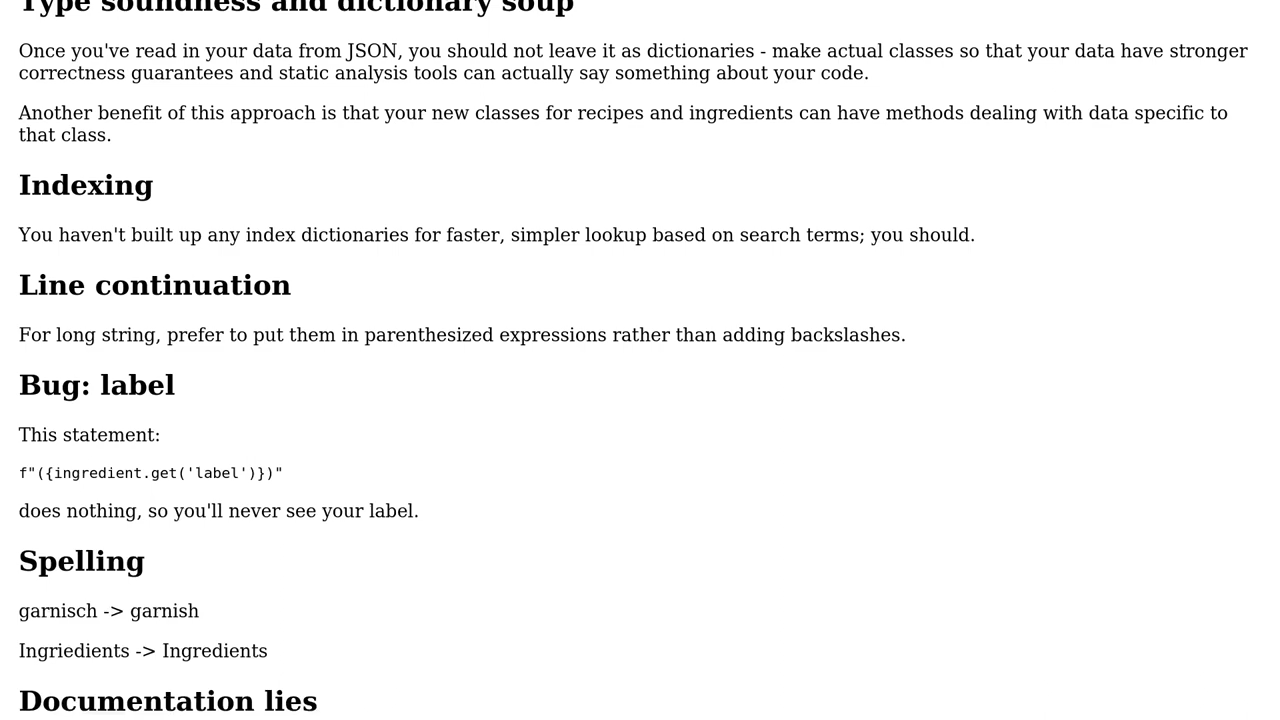 Type soundness and dictionary soup
Once you've read in your data from JSON, you should not leave it as dictionaries - make actual classes so that your data have stronger
correctness guarantees and static analysis tools can actually say something about your code.
Another benefit of this approach is that your new classes for recipes and ingredients can have methods dealing with data specific to
that class.
Indexing
You haven't built up any index dictionaries for faster, simpler lookup based on search terms; you should.
Line continuation
For long string, prefer to put them in parenthesized expressions rather than adding backslashes.
Bug: label
This statement:
f"({ingredient.get('label')})"
does nothing, so you'll never see your label.
Spelling
garnisch -> garnish
Ingriedients -> Ingredients
Documentation lies